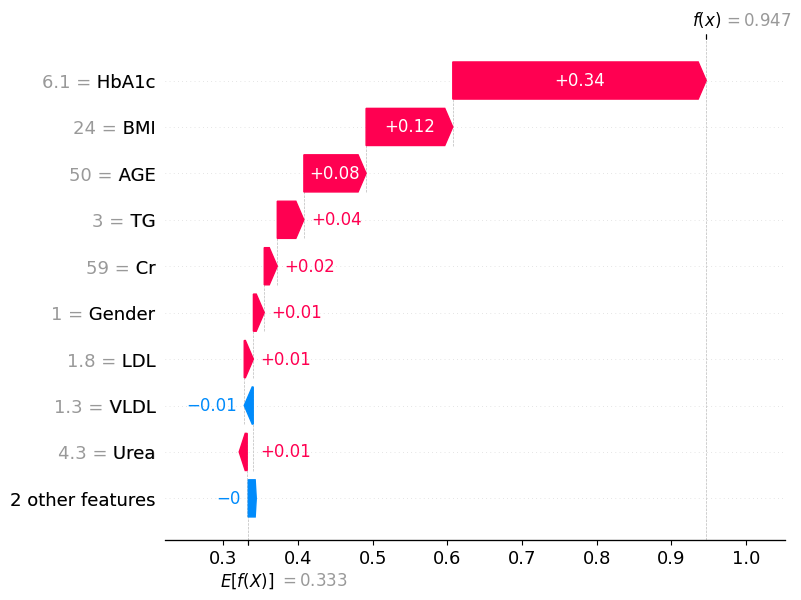 f(x) = 0.947
6.1 = HbA1c
+0.34
24 = BMI
+0.12
50 = AGE
+0.08
3 = TG
+0.04
59 = Cr
+0.02
1 = Gender
+0.01
1.8 = LDL
+0.01
1.3 = VLDL
−0.01
4.3 = Urea
+0.01
2 other features
−0
0.3 0.4 0.5 0.6 0.7 0.8 0.9 1.0
E[f(X)] = 0.333